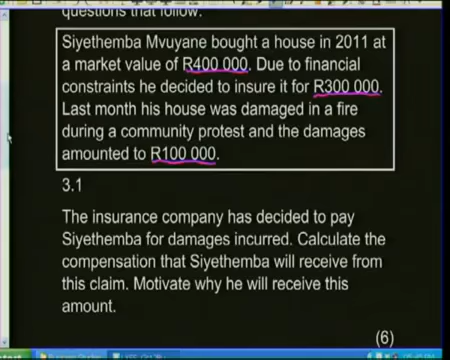 questions that follow.
Siyethemba Mvuyane bought a house in 2011 at
a market value of R400 000. Due to financial
constraints he decided to insure it for R300 000.
Last month his house was damaged in a fire
during a community protest and the damages
amounted to R100 000.
3.1
The insurance company has decided to pay
Siyethemba for damages incurred. Calculate the
compensation that Siyethemba will receive from
this claim. Motivate why he will receive this
amount.
(6)